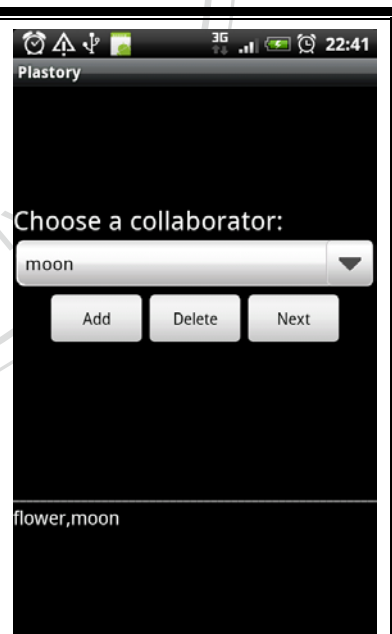 3G 22:41
Plastory
Choose a collaborator:
moon
Add Delete Next
flower,moon